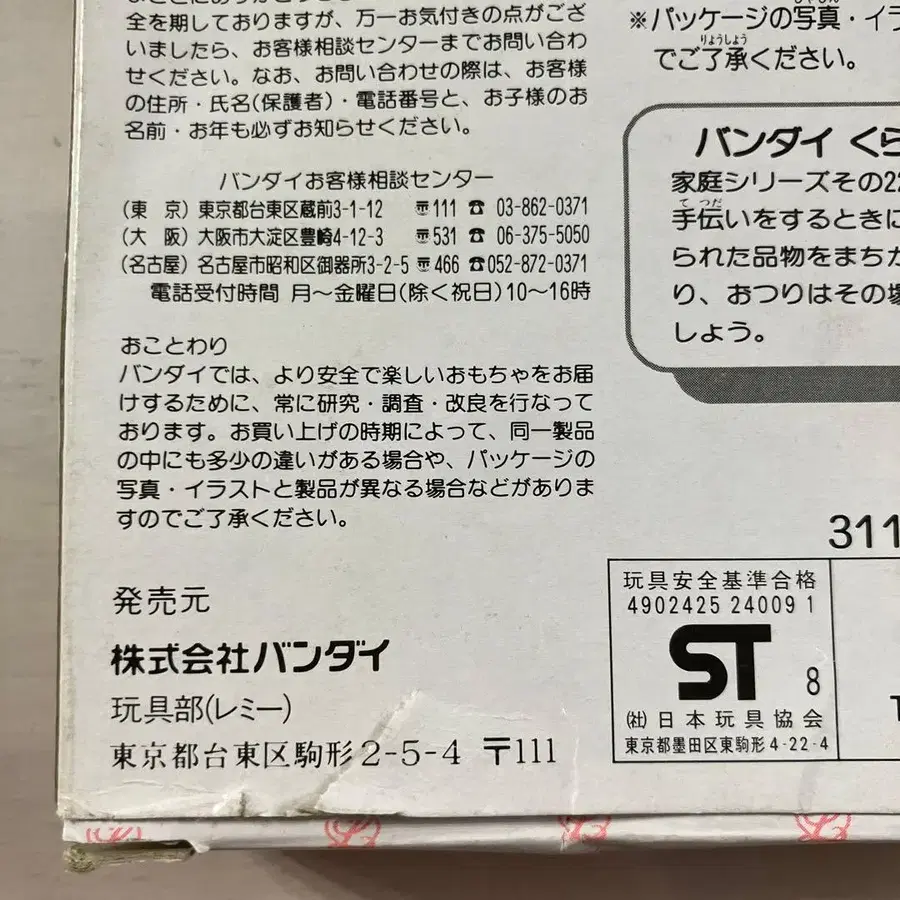 全を期しておりますが、万一お気付きの点がござ
いましたら、お客様相談センターまでお問い合わ
せください。なお、お問い合わせの際は、お客様
の住所・氏名(保護者)・電話番号と、お子様のお
名前・お年も必ずお知らせください。
バンダイお客様相談センター
(東　京) 東京都台東区蔵前3-1-12 〠111 ☎ 03-862-0371
(大　阪) 大阪市大淀区豊崎4-12-3 〠531 ☎ 06-375-5050
(名古屋) 名古屋市昭和区御器所3-2-5 〠466 ☎052-872-0371
電話受付時間 月～金曜日(除く祝日)10～16時
おことわり
バンダイでは、より安全で楽しいおもちゃをお届
けするために、常に研究・調査・改良を行なって
おります。お買い上げの時期によって、同一製品
の中にも多少の違いがある場合や、パッケージの
写真・イラストと製品が異なる場合などがありま
すのでご了承ください。
発売元
株式会社バンダイ
玩具部(レミー)
東京都台東区駒形2-5-4 〒111
※パッケージの写真・イラ
でご了承ください。
りょうしょう
バンダイ くら
家庭シリーズその22
手伝いをするときに
てつだ
られた品物をまちが
り、おつりはその場
しょう。
311
玩具安全基準合格
4902425 24009 1
ST 8
(社)日本玩具協会
東京都墨田区東駒形4-22-4